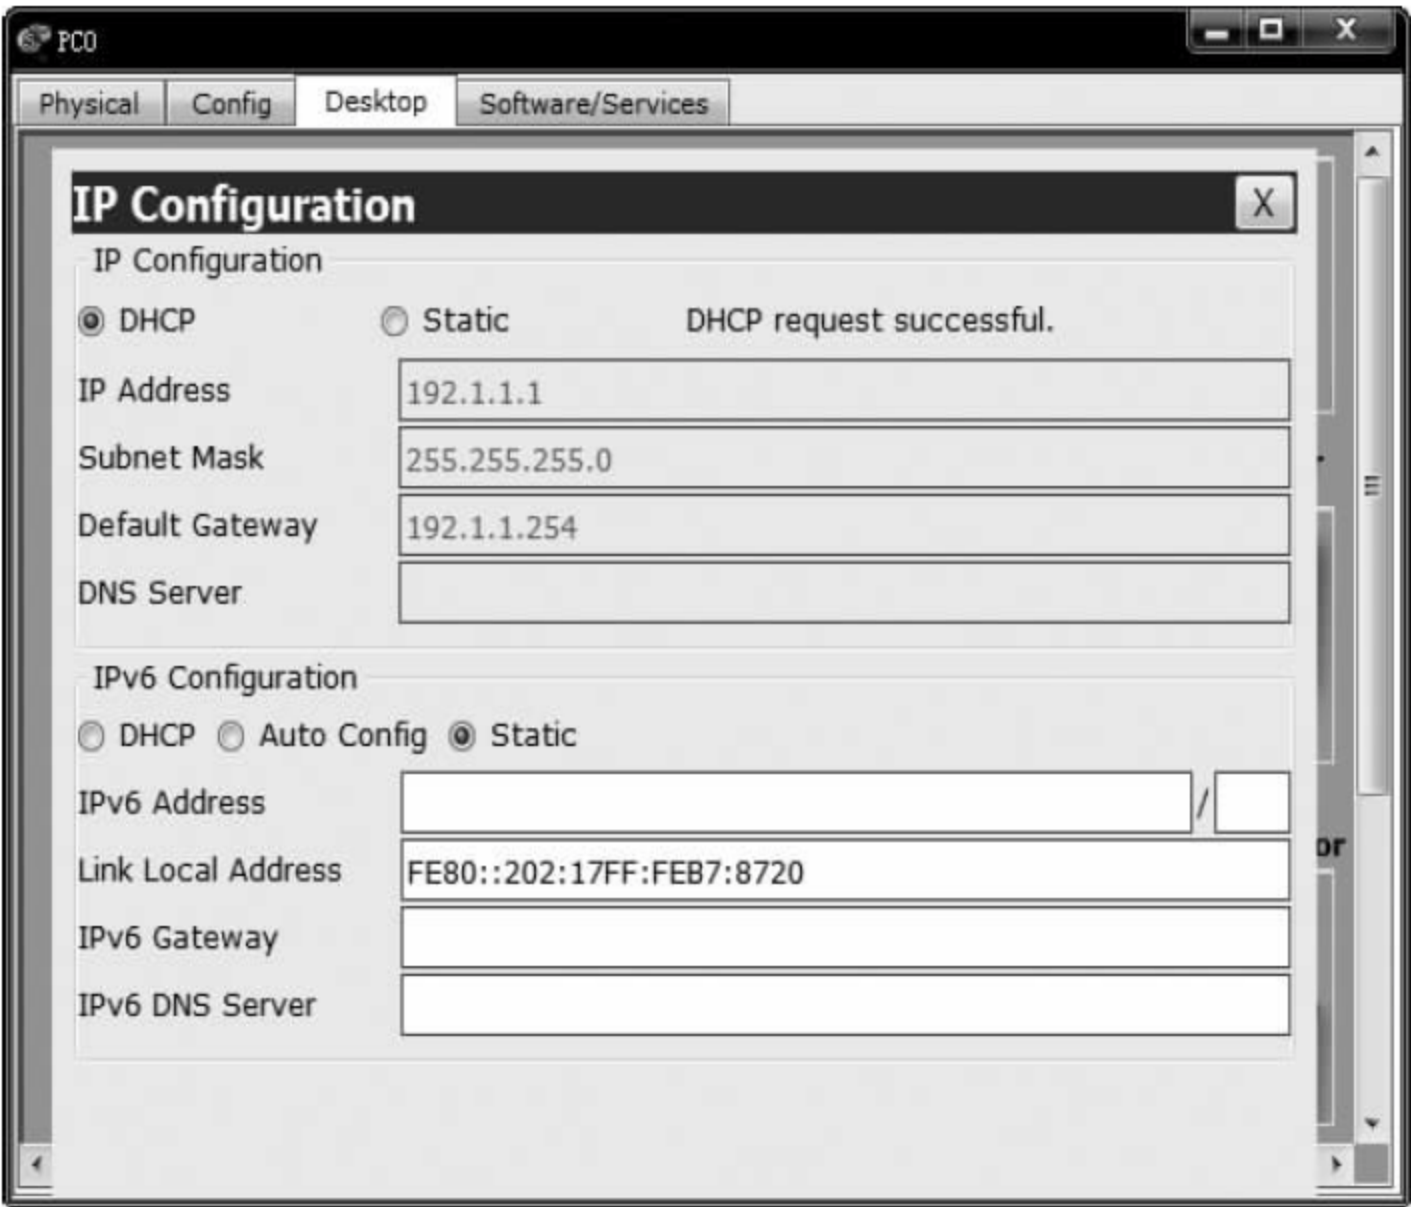 PC0
X
Physical Config Desktop Software/Services
IP Configuration X
IP Configuration
DHCP Static DHCP request successful.
IP Address 192.1.1.1
Subnet Mask 255.255.255.0
Default Gateway 192.1.1.254
DNS Server
IPv6 Configuration
DHCP Auto Config Static
IPv6 Address /
Link Local Address FE80::202:17FF:FEB7:8720
IPv6 Gateway
IPv6 DNS Server
or